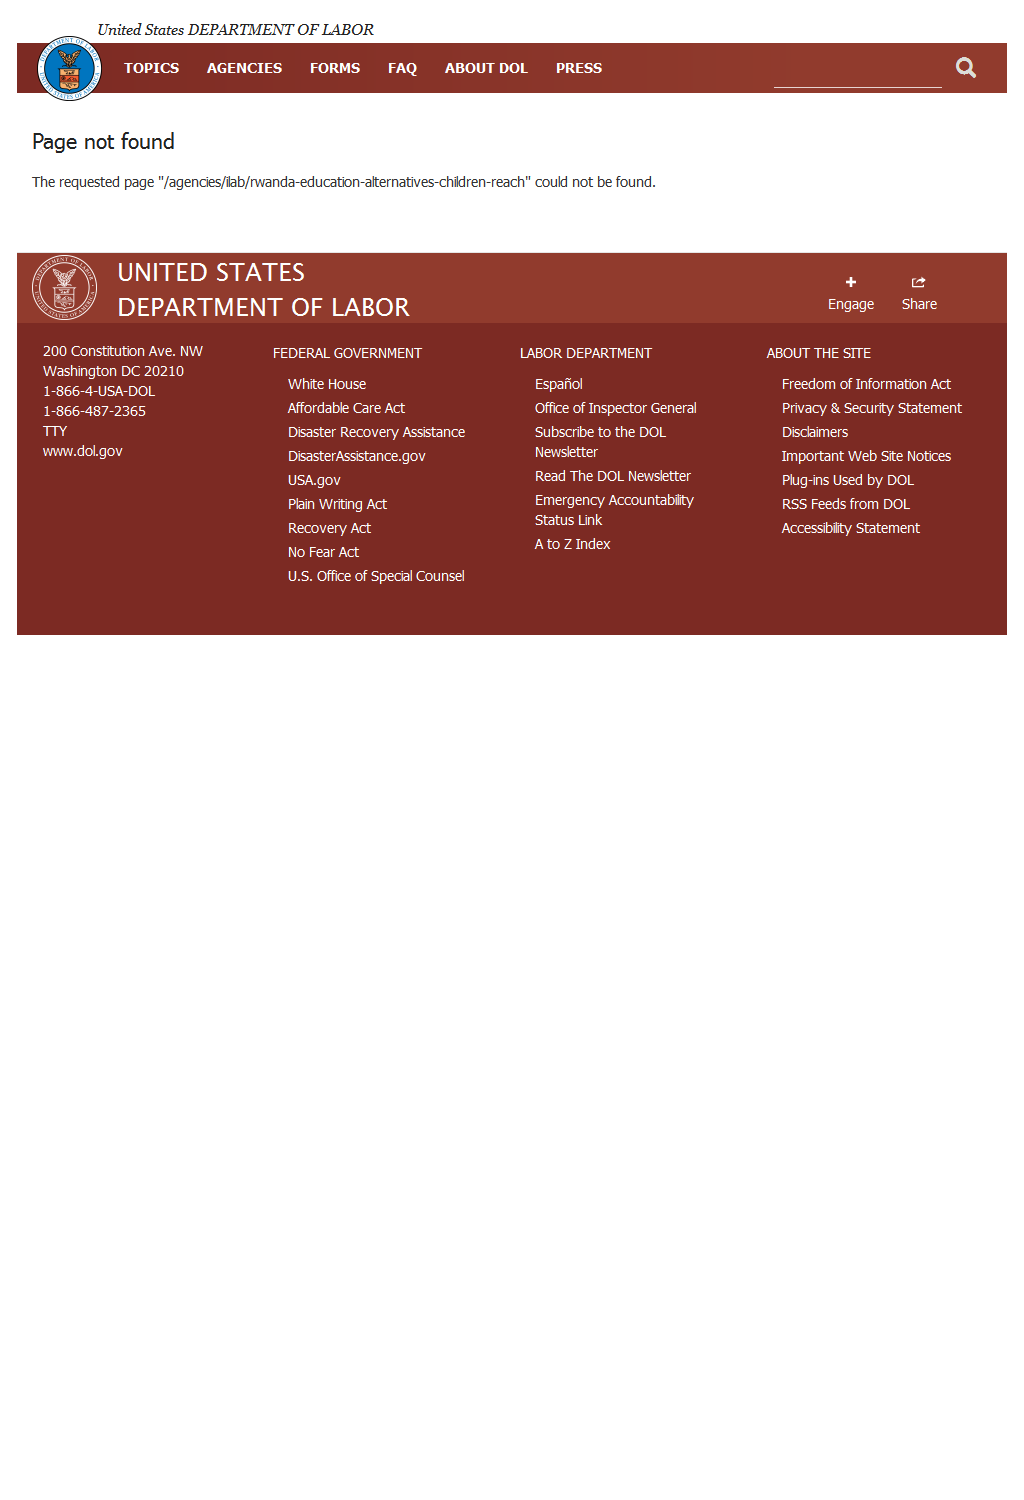 United States DEPARTMENT OF LABOR
TOPICS AGENCIES FORMS FAQ ABOUT DOL PRESS
Page not found
The requested page "/agencies/ilab/rwanda-education-alternatives-children-reach" could not be found.
UNITED STATES
DEPARTMENT OF LABOR
Engage Share
200 Constitution Ave. NW
Washington DC 20210
1-866-4-USA-DOL
1-866-487-2365
TTY
www.dol.gov
FEDERAL GOVERNMENT
White House
Affordable Care Act
Disaster Recovery Assistance
DisasterAssistance.gov
USA.gov
Plain Writing Act
Recovery Act
No Fear Act
U.S. Office of Special Counsel
LABOR DEPARTMENT
Español
Office of Inspector General
Subscribe to the DOL
Newsletter
Read The DOL Newsletter
Emergency Accountability
Status Link
A to Z Index
ABOUT THE SITE
Freedom of Information Act
Privacy & Security Statement
Disclaimers
Important Web Site Notices
Plug-ins Used by DOL
RSS Feeds from DOL
Accessibility Statement